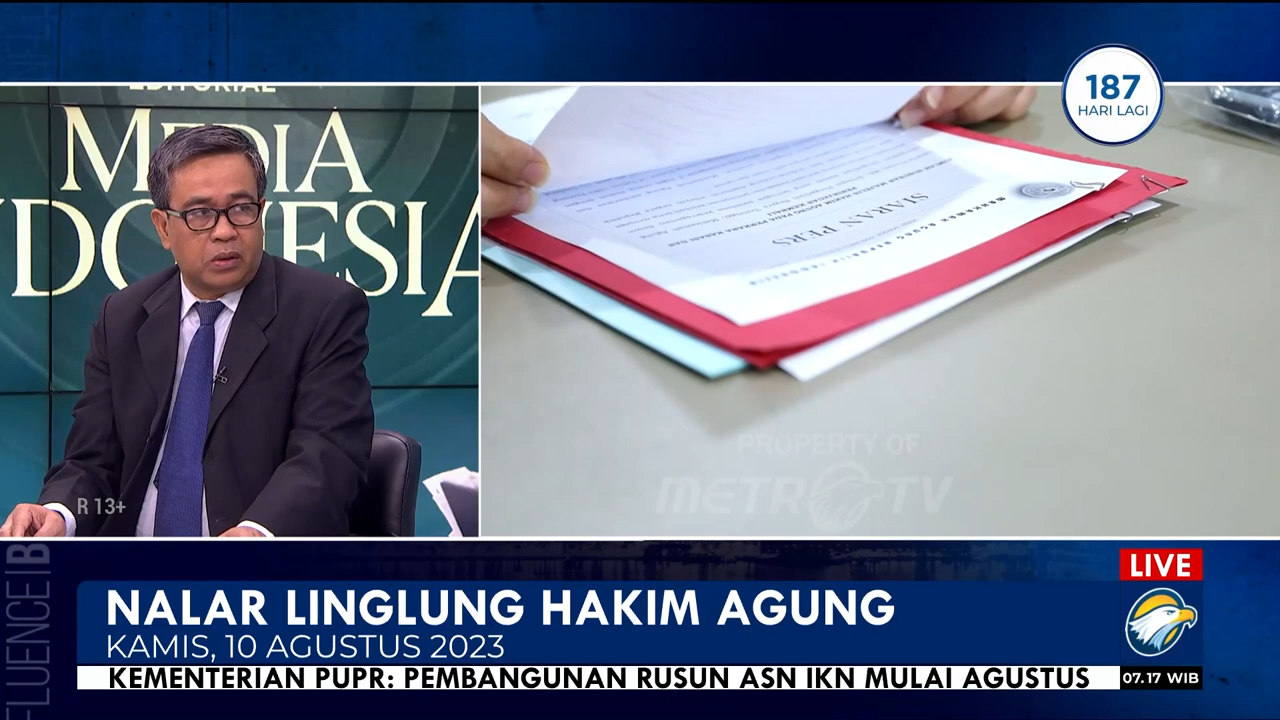 EDITORIAL
MEDIA
INDONESIA
R 13+
187
HARI LAGI
SIARAN PERS
PROPERTY OF
METRO TV
FLUENCE | B
LIVE
NALAR LINGLUNG HAKIM AGUNG
KAMIS, 10 AGUSTUS 2023
KEMENTERIAN PUPR: PEMBANGUNAN RUSUN ASN IKN MULAI AGUSTUS
07.17 WIB